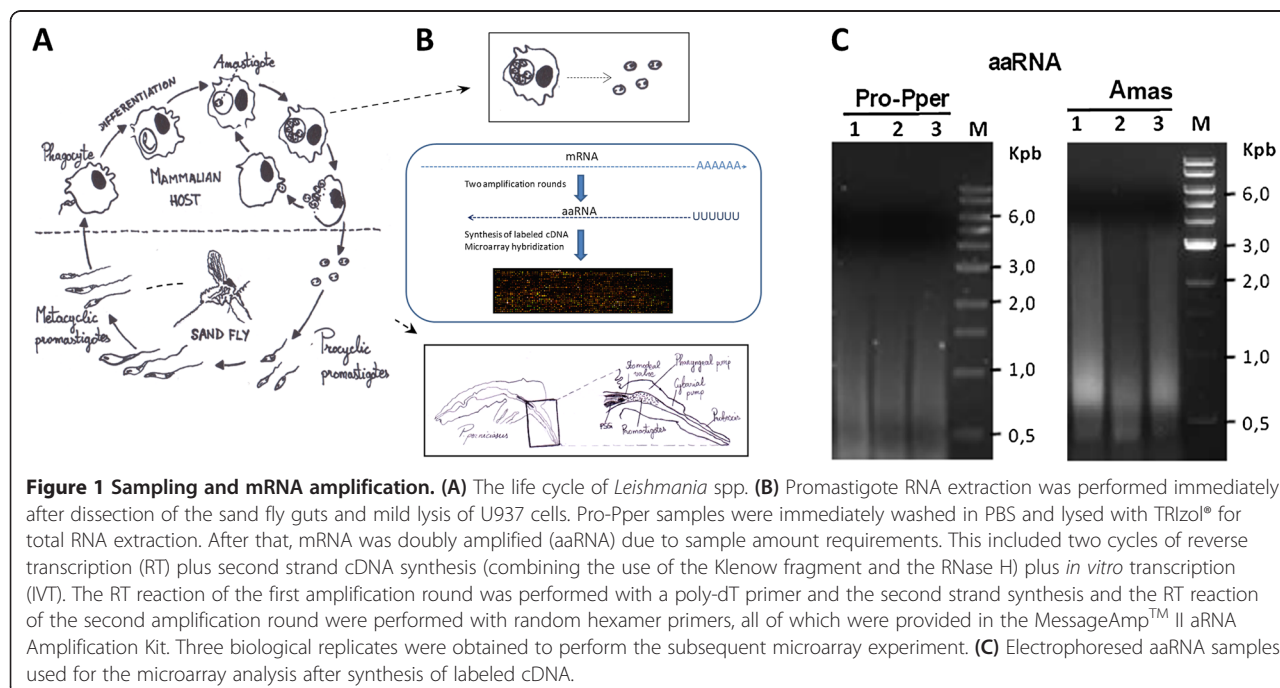 A
B
C
Amastigote
DIFFERENTIATION
Phagocyte
MAMMALIAN
HOST
Metacyclic
promastigotes
SAND FLY
Procyclic
promastigotes
mRNA
AAAAAA
Two amplification rounds
aaRNA
UUUUUU
Synthesis of labeled cDNA
Microarray hybridization
Stomodeal
valve
Pharyngeal pump
Cybarial
pump
Proboscis
PSG
Promastigotes
P. perniciosus
aaRNA
Pro-Pper
1 2 3 M
Kpb
6,0
3,0
2,0
1,0
0,5
Amas
1 2 3 M
Kpb
6,0
3,0
2,0
1,0
0,5
Figure 1 Sampling and mRNA amplification. (A) The life cycle of Leishmania spp. (B) Promastigote RNA extraction was performed immediately
after dissection of the sand fly guts and mild lysis of U937 cells. Pro-Pper samples were immediately washed in PBS and lysed with TRIzol® for
total RNA extraction. After that, mRNA was doubly amplified (aaRNA) due to sample amount requirements. This included two cycles of reverse
transcription (RT) plus second strand cDNA synthesis (combining the use of the Klenow fragment and the RNase H) plus in vitro transcription
(IVT). The RT reaction of the first amplification round was performed with a poly-dT primer and the second strand synthesis and the RT reaction
of the second amplification round were performed with random hexamer primers, all of which were provided in the MessageAmp™ II aRNA
Amplification Kit. Three biological replicates were obtained to perform the subsequent microarray experiment. (C) Electrophoresed aaRNA samples
used for the microarray analysis after synthesis of labeled cDNA.